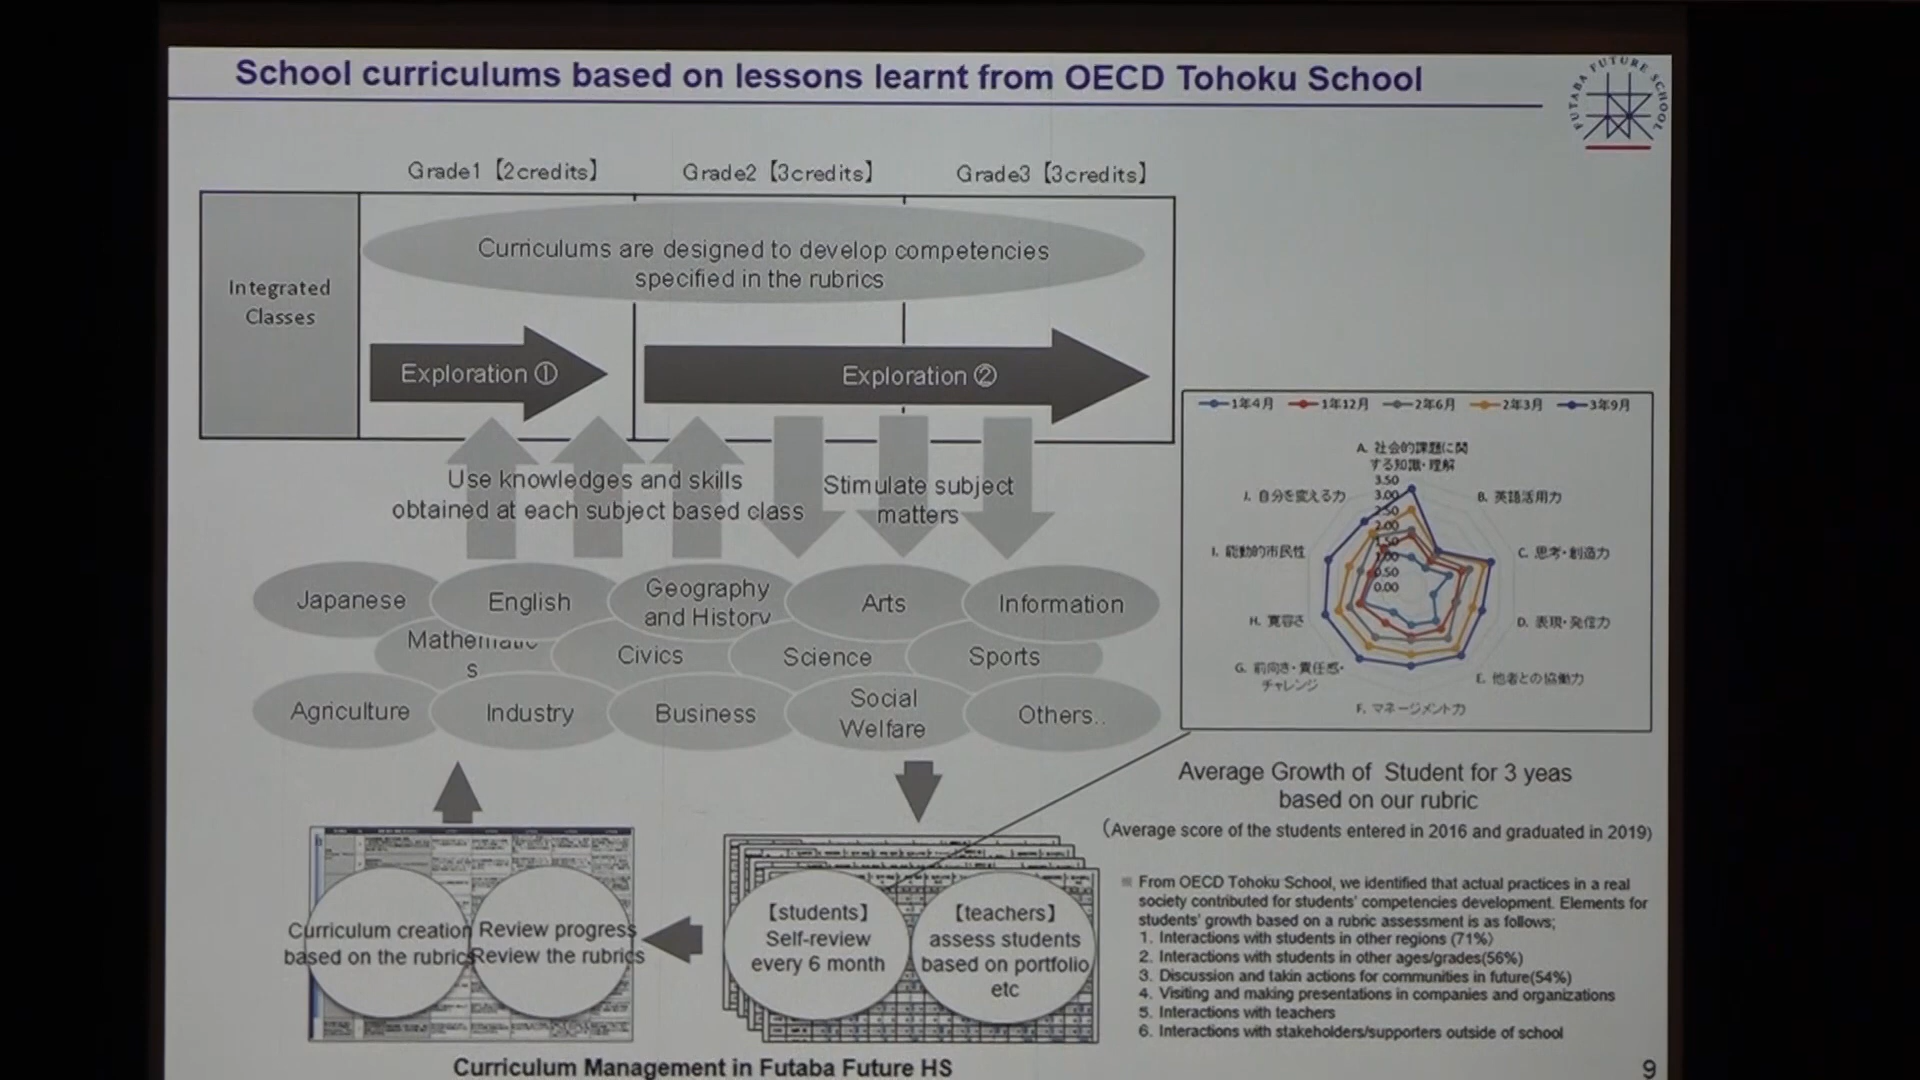 School curriculums based on lessons learnt from OECD Tohoku School
FUTABA FUTURE SCHOOL
Grade1【2credits】
Grade2【3credits】
Grade3【3credits】
Integrated
Classes
Curriculums are designed to develop competencies
specified in the rubrics
Exploration ①
Exploration ②
Use knowledges and skills
obtained at each subject based class
Stimulate subject
matters
Japanese
English
Geography
and History
Arts
Information
Mathematic
s
Civics
Science
Sports
Agriculture
Industry
Business
Social
Welfare
Others..
1年4月
1年12月
2年6月
2年3月
3年9月
A. 社会的課題に関
する知識・理解
B. 英語活用力
C. 思考・創造力
D. 表現・発信力
E. 他者との協働力
F. マネージメント力
G. 前向き・責任感・
チャレンジ
H. 寛容さ
I. 能動的市民性
J. 自分を変える力
3.50
3.00
2.50
2.00
1.50
1.00
0.50
0.00
Average Growth of Student for 3 yeas
based on our rubric
(Average score of the students entered in 2016 and graduated in 2019)
From OECD Tohoku School, we identified that actual practices in a real
society contributed for students' competencies development. Elements for
students' growth based on a rubric assessment is as follows;
1. Interactions with students in other regions (71%)
2. Interactions with students in other ages/grades(56%)
3. Discussion and takin actions for communities in future(54%)
4. Visiting and making presentations in companies and organizations
5. Interactions with teachers
6. Interactions with stakeholders/supporters outside of school
Curriculum creation
based on the rubrics
Review progress
Review the rubrics
【students】
Self-review
every 6 month
【teachers】
assess students
based on portfolio
etc
Curriculum Management in Futaba Future HS
9